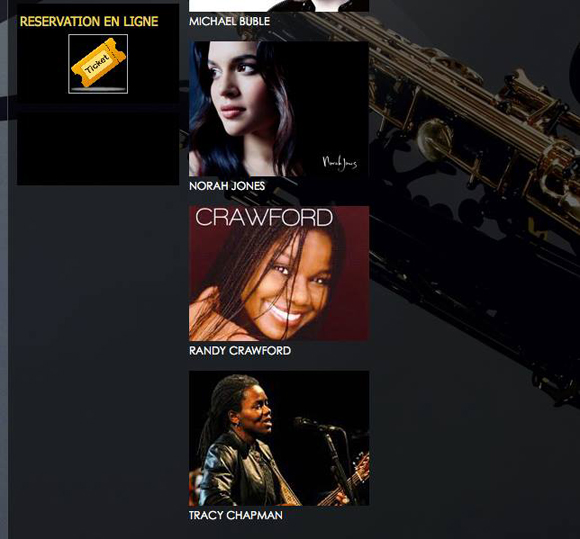 RESERVATION EN LIGNE
Ticket
MICHAEL BUBLE
Norah Jones
NORAH JONES
CRAWFORD
RANDY CRAWFORD
TRACY CHAPMAN